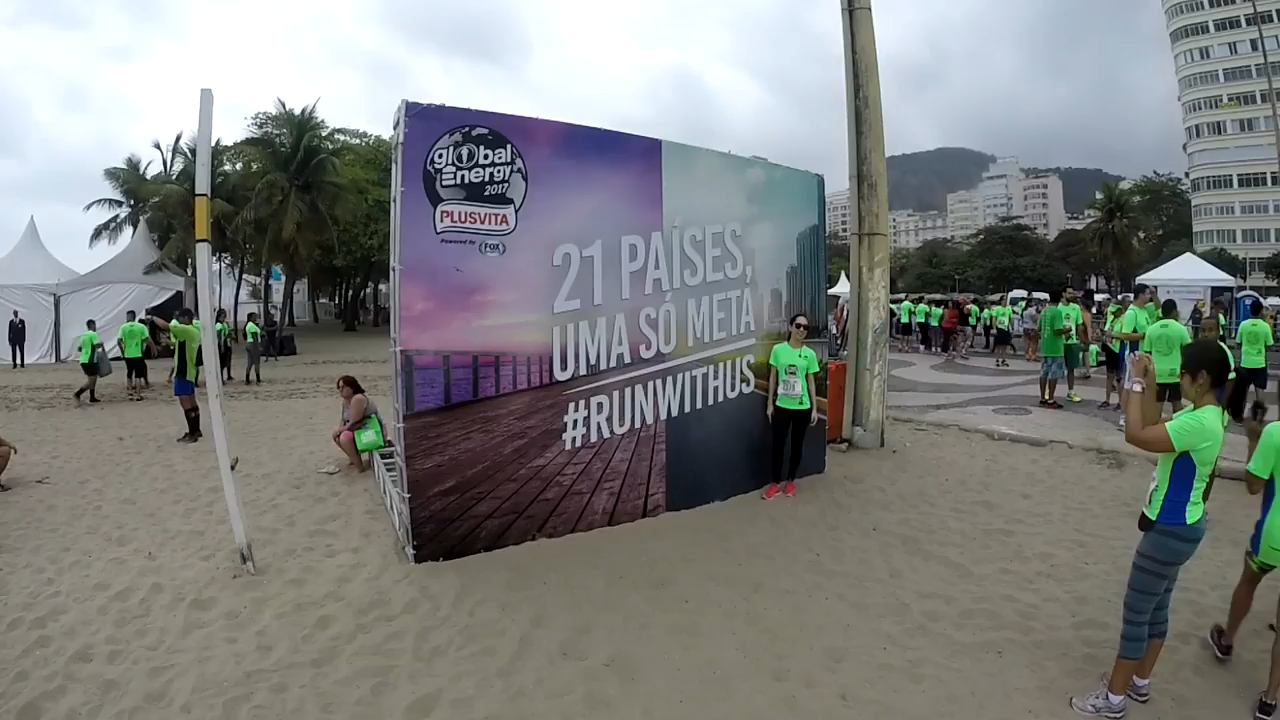 global
Energy
2017
PLUSVITA
Powered by FOX
21 PAÍSES,
UMA SÓ META
#RUNWITHUS